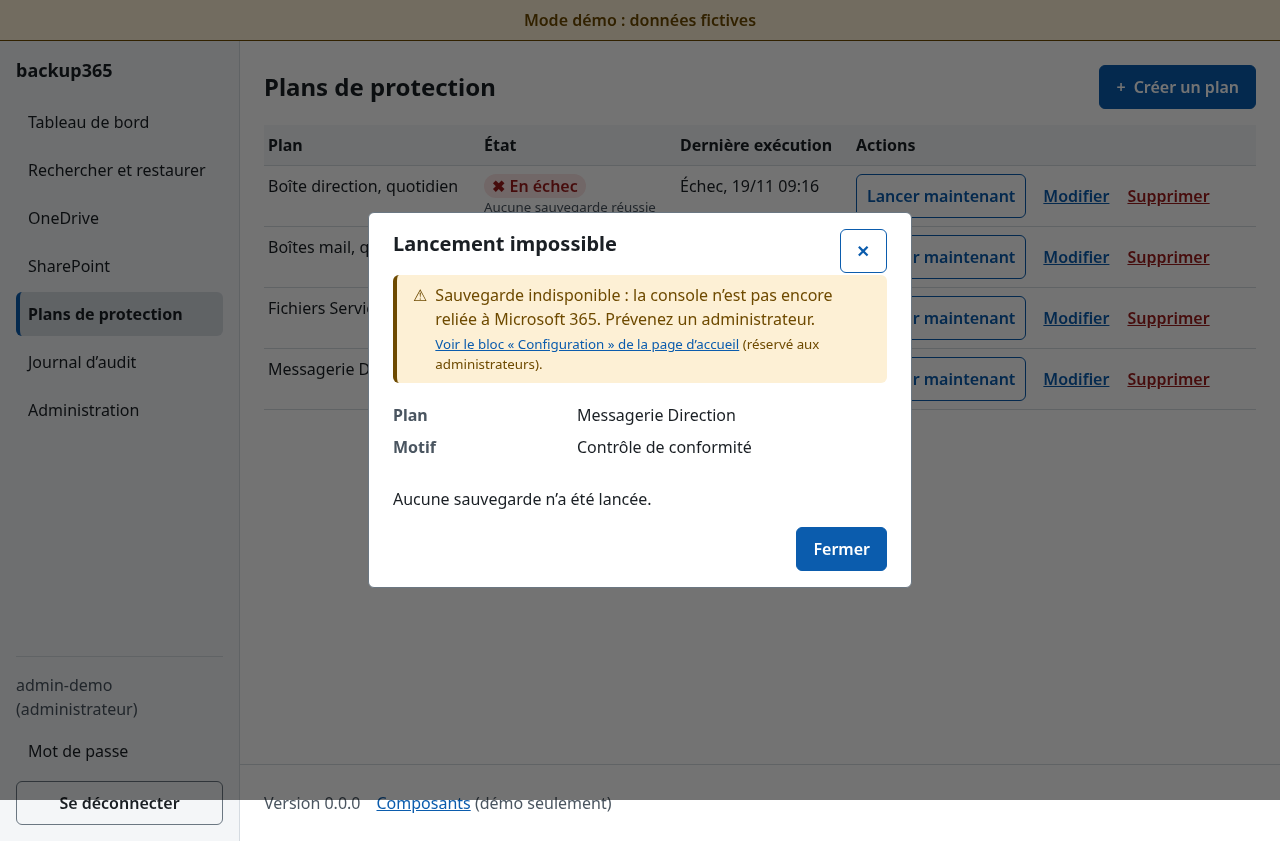 Mode démo : données fictives
backup365
Tableau de bord
Rechercher et restaurer
OneDrive
SharePoint
Plans de protection
Journal d’audit
Administration
admin-demo
(administrateur)
Mot de passe
Se déconnecter
Plans de protection
+ Créer un plan
Plan État Dernière exécution Actions
Boîte direction, quotidien ✖ En échec Échec, 19/11 09:16 Lancer maintenant Modifier Supprimer
Aucune sauvegarde réussie
Boîtes mail, maintenant Modifier Supprimer
Fichiers maintenant Modifier Supprimer
Messagerie maintenant Modifier Supprimer
Lancement impossible
×
⚠ Sauvegarde indisponible : la console n’est pas encore
reliée à Microsoft 365. Prévenez un administrateur.
Voir le bloc « Configuration » de la page d’accueil (réservé aux
administrateurs).
Plan Messagerie Direction
Motif Contrôle de conformité
Aucune sauvegarde n’a été lancée.
Fermer
Version 0.0.0 Composants (démo seulement)